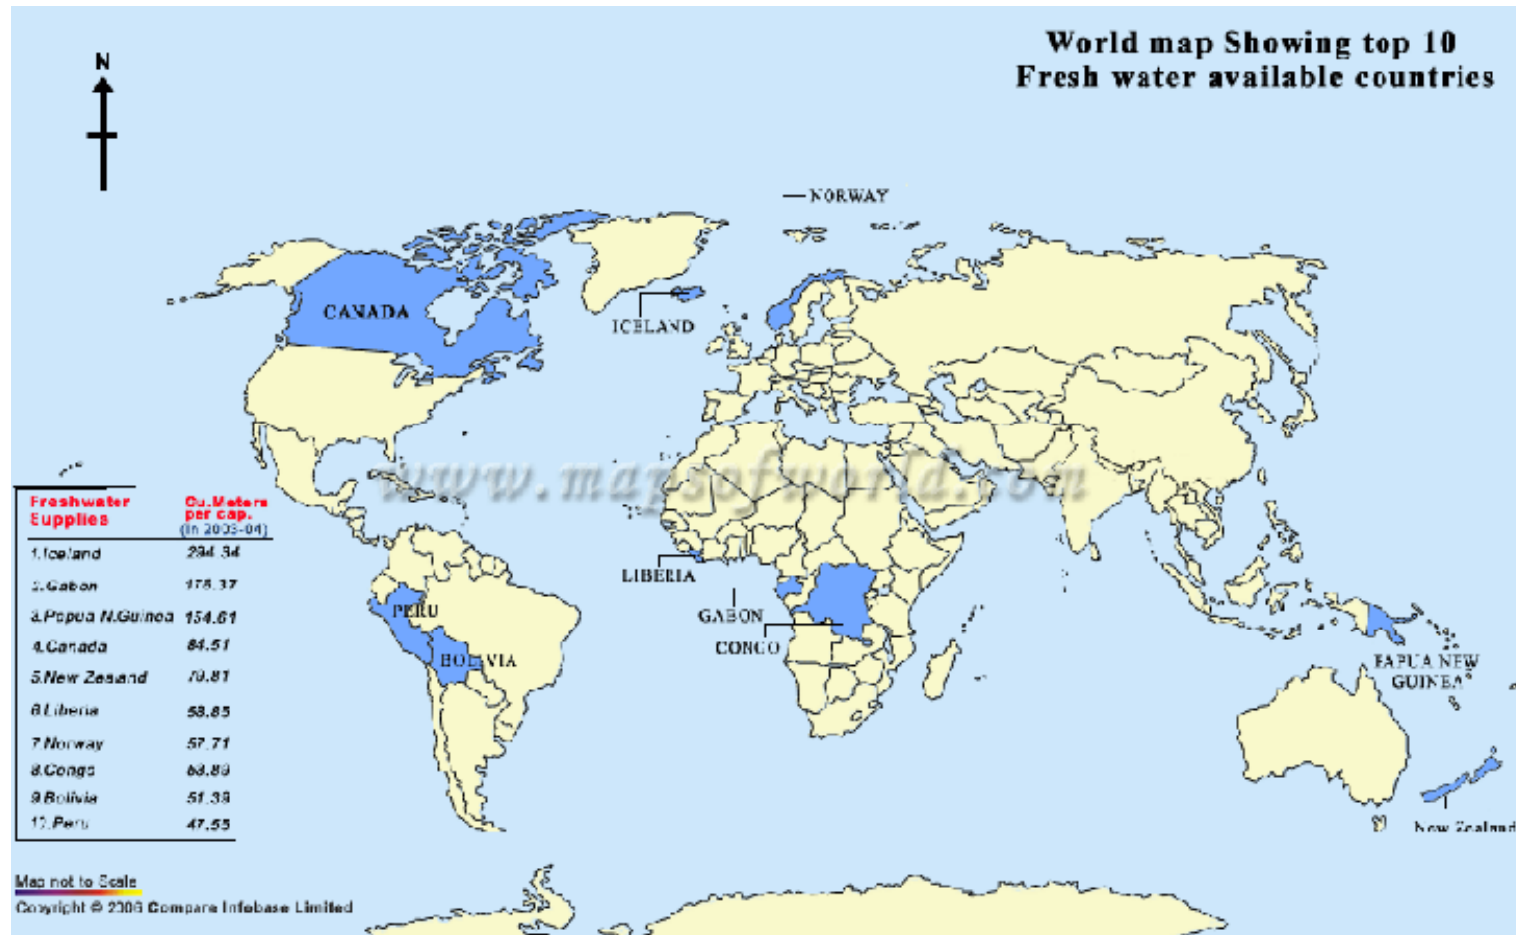 World map Showing top 10
Fresh water available countries
N
NORWAY
CANADA
ICELAND
www.mapsofworld.com
LIBERIA
GABON
CONGO
PERU
BOLIVIA
PAPUA NEW
GUINEA
New Zealand
Freshwater Supplies Cu.Meters per cap. (in 2003-04)
1.Iceland
2.Gabon
3.Papua N.Guinea 154.61
4.Canada 84.51
5.New Zealand
6.Liberia
7.Norway 57.71
8.Congo
9.Bolivia 51.39
10.Peru 47.55
Map not to Scale
Copyright © 2006 Compare Infobase Limited